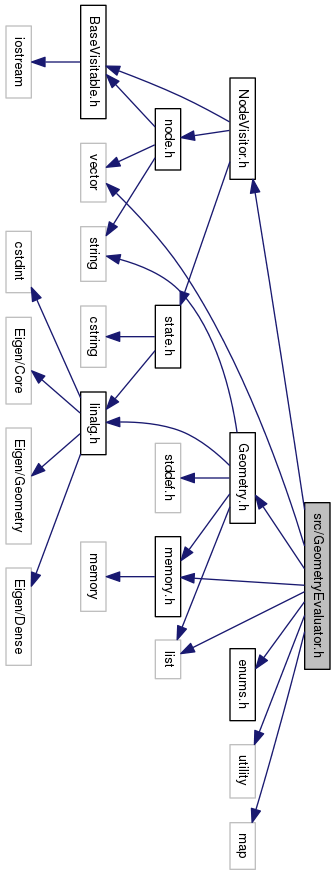 src/GeometryEvaluator.h
NodeVisitor.h
Geometry.h
enums.h
utility
map
node.h
state.h
stddef.h
memory.h
list
BaseVisitable.h
vector
string
cstring
linalg.h
memory
iostream
cstdint
Eigen/Core
Eigen/Geometry
Eigen/Dense